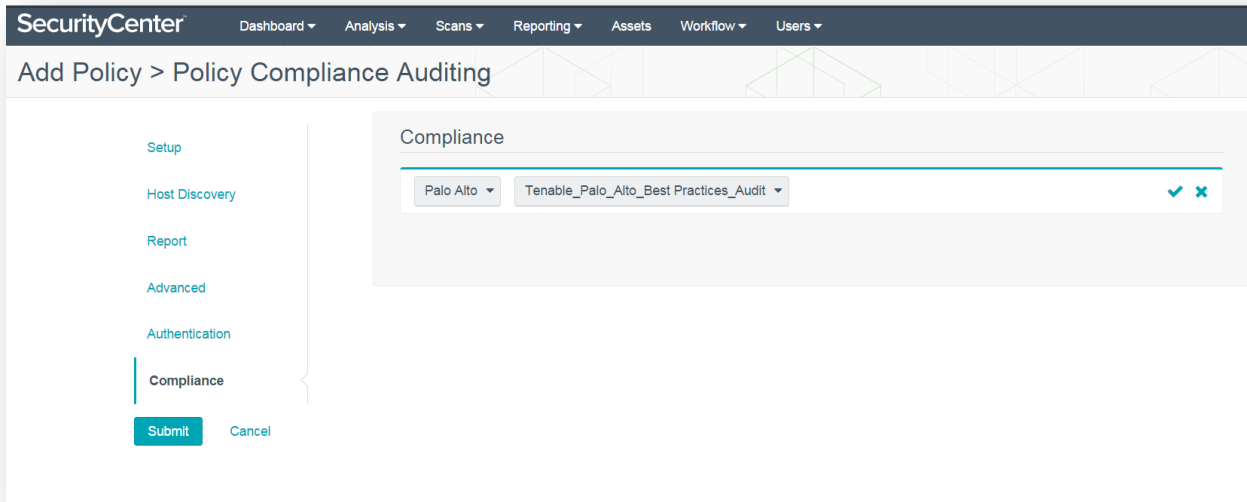 SecurityCenter Dashboard Analysis Scans Reporting Assets Workflow Users
Add Policy > Policy Compliance Auditing
Setup
Host Discovery
Report
Advanced
Authentication
Compliance
Submit Cancel
Compliance
Palo Alto Tenable_Palo_Alto_Best Practices_Audit